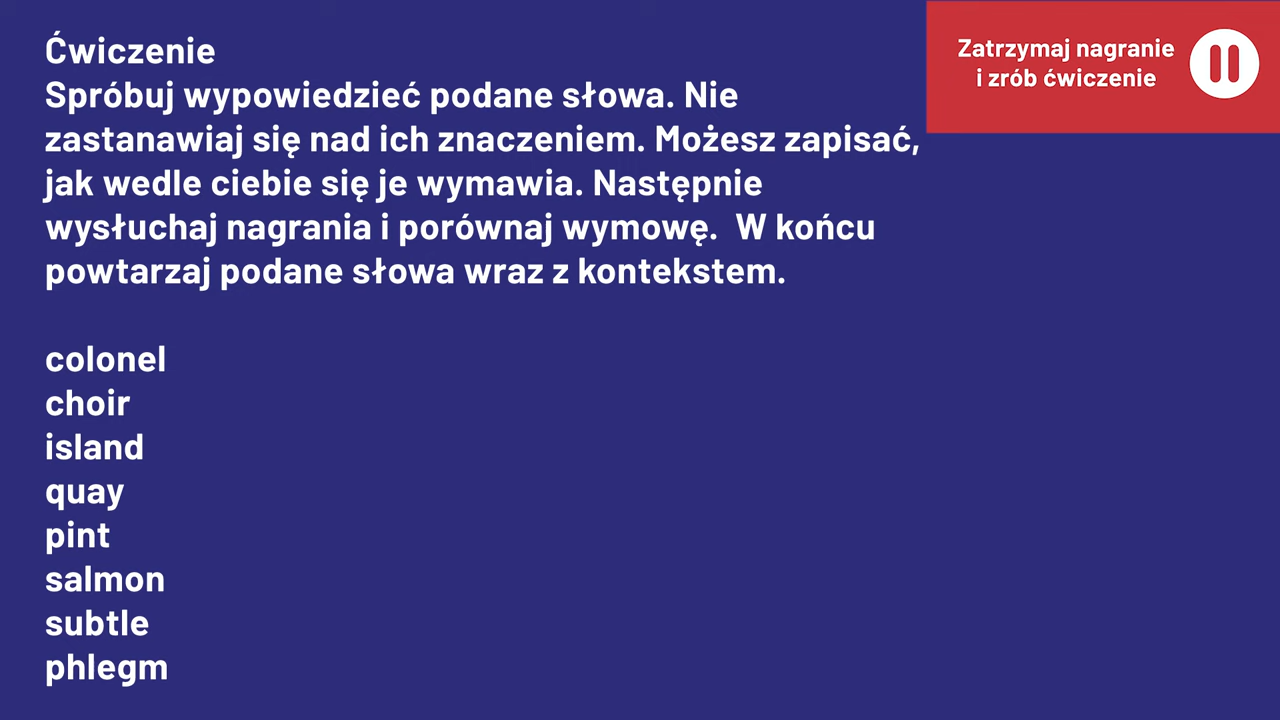 Ćwiczenie
Spróbuj wypowiedzieć podane słowa. Nie
zastanawiaj się nad ich znaczeniem. Możesz zapisać,
jak wedle ciebie się je wymawia. Następnie
wysłuchaj nagrania i porównaj wymowę.  W końcu
powtarzaj podane słowa wraz z kontekstem.
colonel
choir
island
quay
pint
salmon
subtle
phlegm
Zatrzymaj nagranie
i zrób ćwiczenie